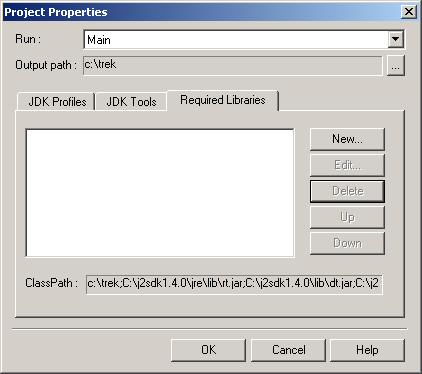 Project Properties
Run :
Main
Output path :
c:\trek
...
JDK Profiles
JDK Tools
Required Libraries
New...
Edit...
Delete
Up
Down
ClassPath :
c:\trek;C:\j2sdk1.4.0\jre\lib\rt.jar;C:\j2sdk1.4.0\lib\dt.jar;C:\j2
OK
Cancel
Help